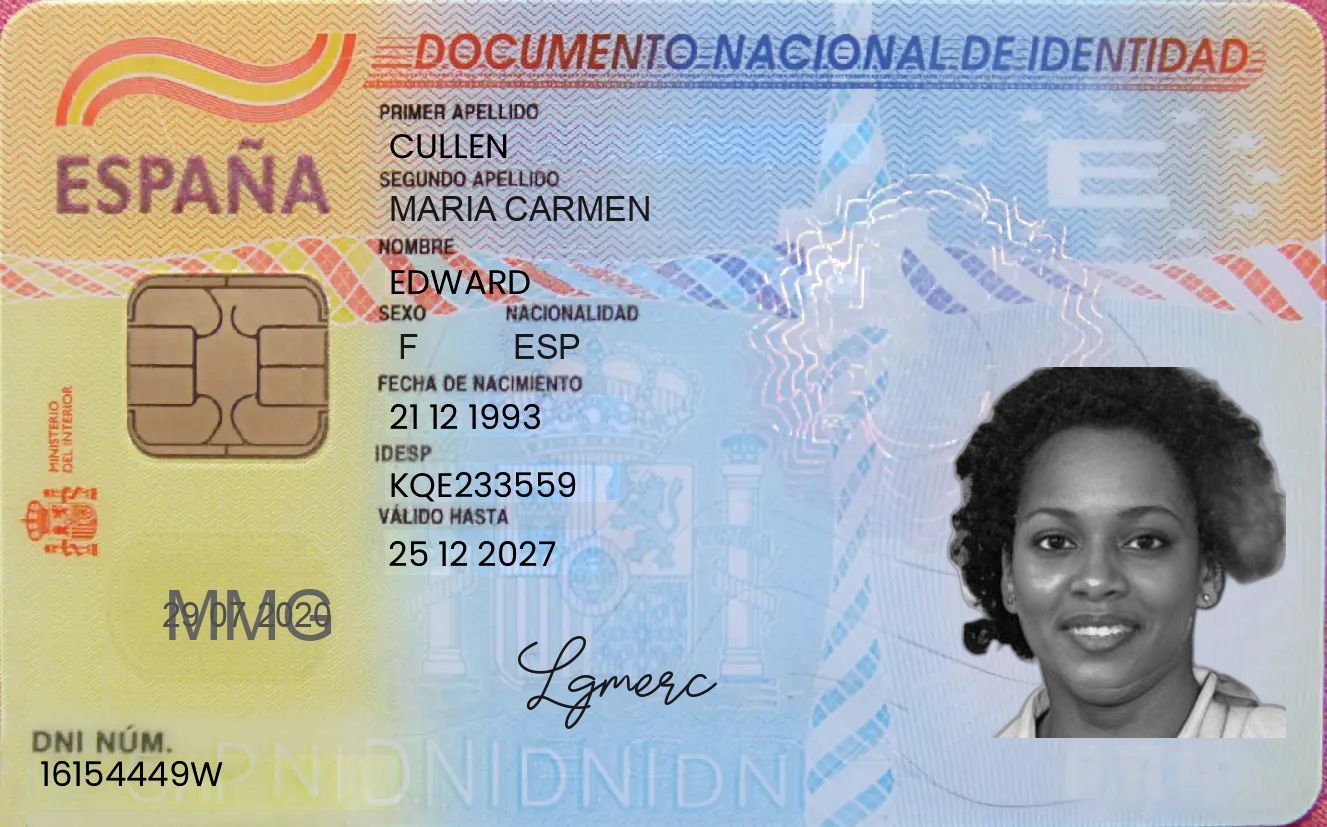 DOCUMENTO NACIONAL DE IDENTIDAD
ESPAÑA
PRIMER APELLIDO
CULLEN
SEGUNDO APELLIDO
MARIA CARMEN
NOMBRE
EDWARD
SEXO NACIONALIDAD
F ESP
FECHA DE NACIMIENTO
21 12 1993
IDESP
KQE233559
VÁLIDO HASTA
25 12 2027
MINISTERIO
DEL INTERIOR
E
29 07 2020
MMG
Lgmerc
DNI NÚM.
16154449W
DNIDNIDNIDNI